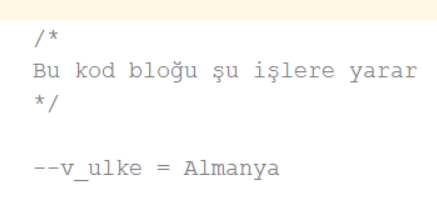 /*
Bu kod bloğu şu işlere yarar
*/
--v_ulke = Almanya